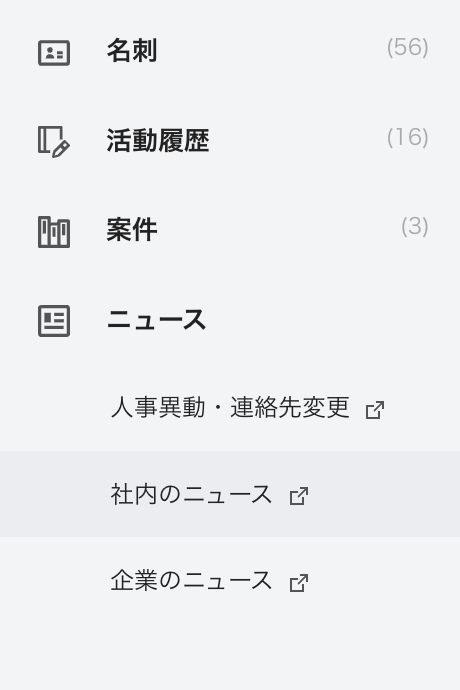 名刺 (56)
活動履歴 (16)
案件 (3)
ニュース
人事異動・連絡先変更
社内のニュース
企業のニュース